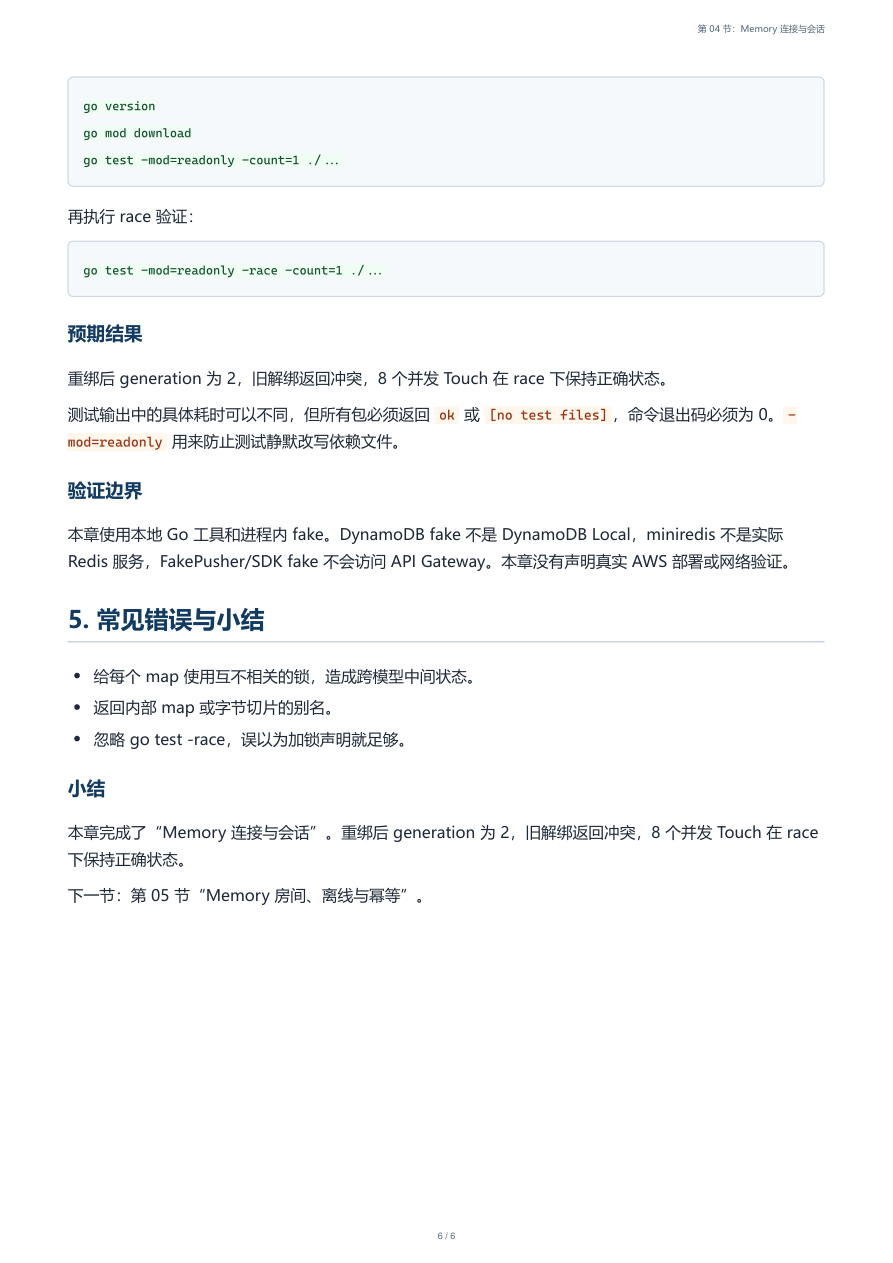 第 04 节：Memory 连接与会话
go version
go mod download
go test -mod=readonly -count=1 ./...
再执行 race 验证：
go test -mod=readonly -race -count=1 ./...
预期结果
重绑后 generation 为 2，旧解绑返回冲突，8 个并发 Touch 在 race 下保持正确状态。
测试输出中的具体耗时可以不同，但所有包必须返回 ok 或 [no test files]，命令退出码必须为 0。-
mod=readonly 用来防止测试静默改写依赖文件。
验证边界
本章使用本地 Go 工具和进程内 fake。DynamoDB fake 不是 DynamoDB Local，miniredis 不是实际
Redis 服务，FakePusher/SDK fake 不会访问 API Gateway。本章没有声明真实 AWS 部署或网络验证。
5. 常见错误与小结
• 给每个 map 使用互不相关的锁，造成跨模型中间状态。
• 返回内部 map 或字节切片的别名。
• 忽略 go test -race，误以为加锁声明就足够。
小结
本章完成了“Memory 连接与会话”。重绑后 generation 为 2，旧解绑返回冲突，8 个并发 Touch 在 race
下保持正确状态。
下一节：第 05 节“Memory 房间、离线与幂等”。
6 / 6